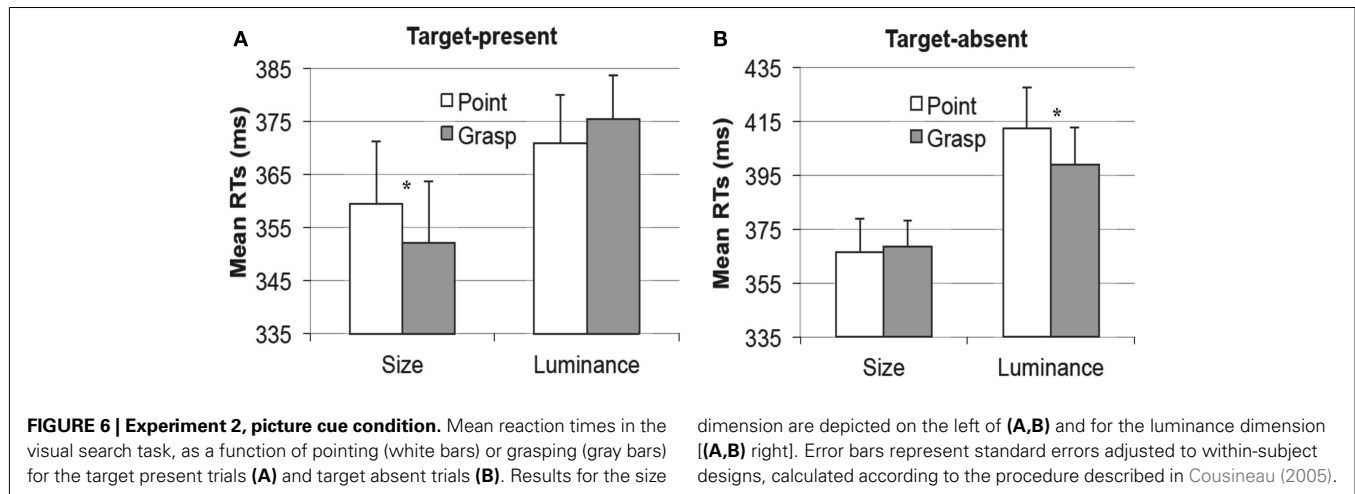 A
Target-present
Mean RTs (ms)
385
375
365
355
345
335
Point
Grasp
*
Size
Luminance
B
Target-absent
Mean RTs (ms)
435
415
395
375
355
335
Point
Grasp
*
Size
Luminance
FIGURE 6 | Experiment 2, picture cue condition. Mean reaction times in the
visual search task, as a function of pointing (white bars) or grasping (gray bars)
for the target present trials (A) and target absent trials (B). Results for the size
dimension are depicted on the left of (A,B) and for the luminance dimension
[(A,B) right]. Error bars represent standard errors adjusted to within-subject
designs, calculated according to the procedure described in Cousineau (2005).